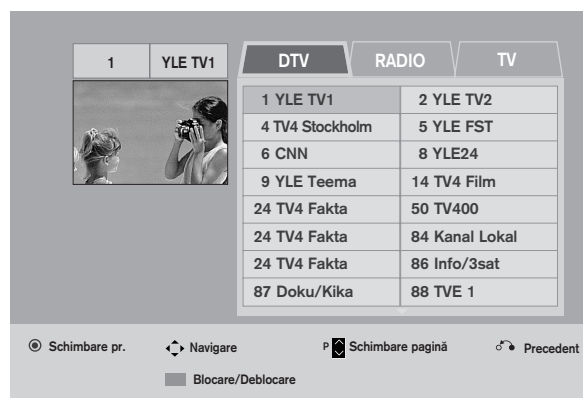 1 YLE TV1
DTV RADIO TV
1 YLE TV1 2 YLE TV2
4 TV4 Stockholm 5 YLE FST
6 CNN 8 YLE24
9 YLE Teema 14 TV4 Film
24 TV4 Fakta 50 TV400
24 TV4 Fakta 84 Kanal Lokal
24 TV4 Fakta 86 Info/3sat
87 Doku/Kika 88 TVE 1
Schimbare pr. Navigare P Schimbare pagină Precedent
Blocare/Deblocare